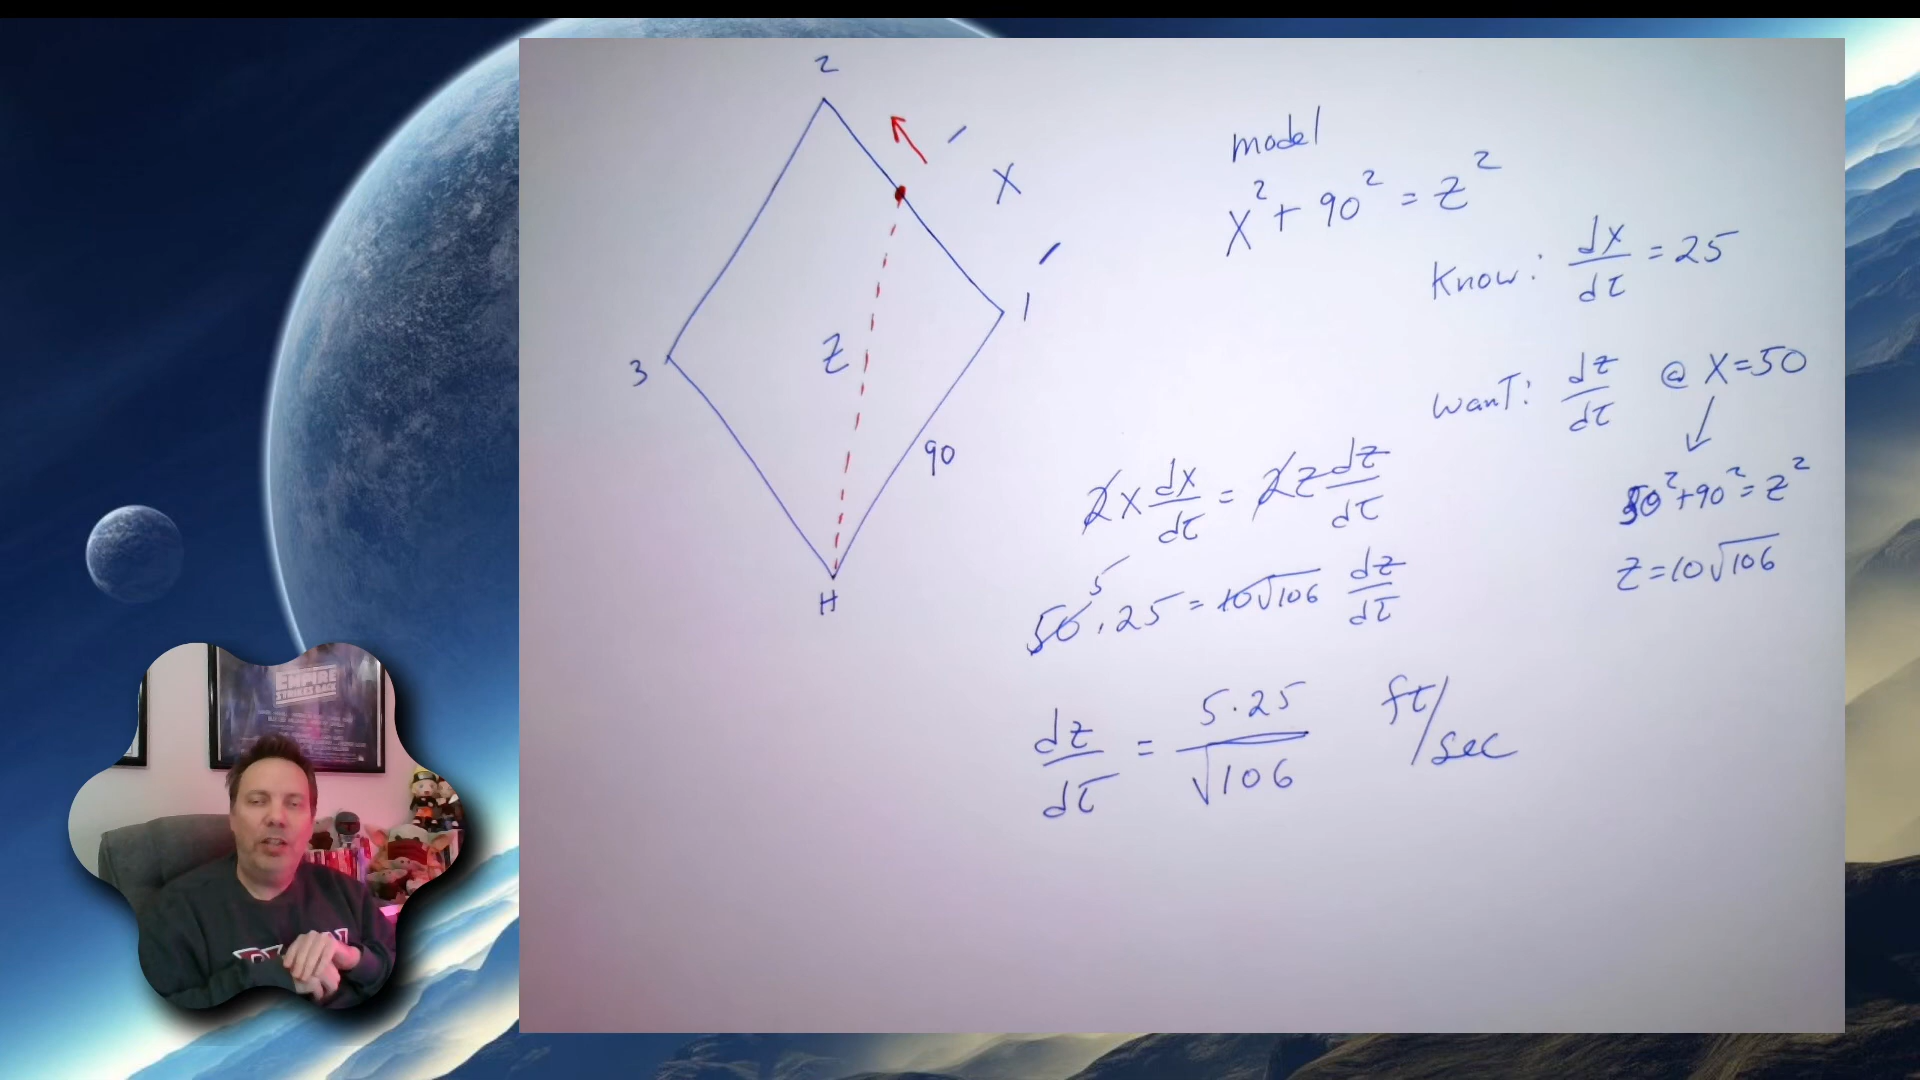 2
X
1
3
Z
90
H
model
X² + 90² = Z²
Know: dx/dt = 25
Want: dz/dt @ X=50
50² + 90² = Z²
Z = 10√106
2x dx/dt = 2z dz/dt
5
50 · 25 = 10√106 dz/dt
dz/dt = 5·25/√106 ft/sec
EMPIRE
STRIKES BACK